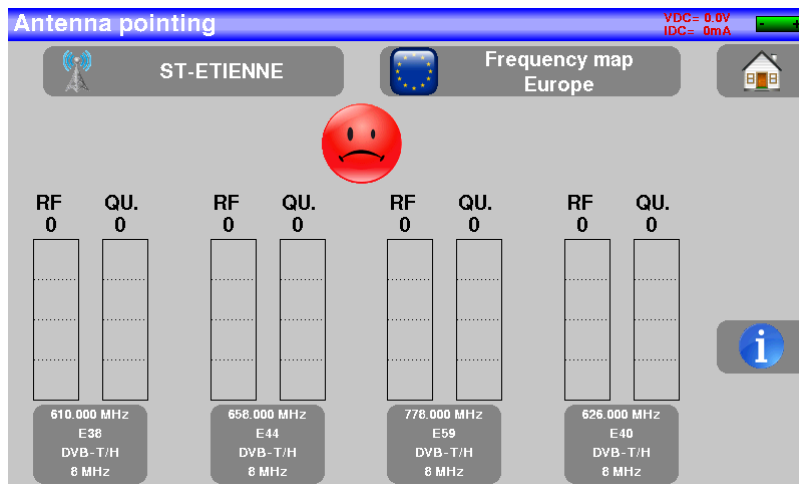 Antenna pointing
VDC= 0.0V
IDC= 0mA
- +
ST-ETIENNE
Frequency map
Europe
RF QU. RF QU. RF QU. RF QU.
0 0 0 0 0 0 0 0
610.000 MHz 658.000 MHz 778.000 MHz 626.000 MHz
E38 E44 E59 E40
DVB-T/H DVB-T/H DVB-T/H DVB-T/H
8 MHz 8 MHz 8 MHz 8 MHz
i